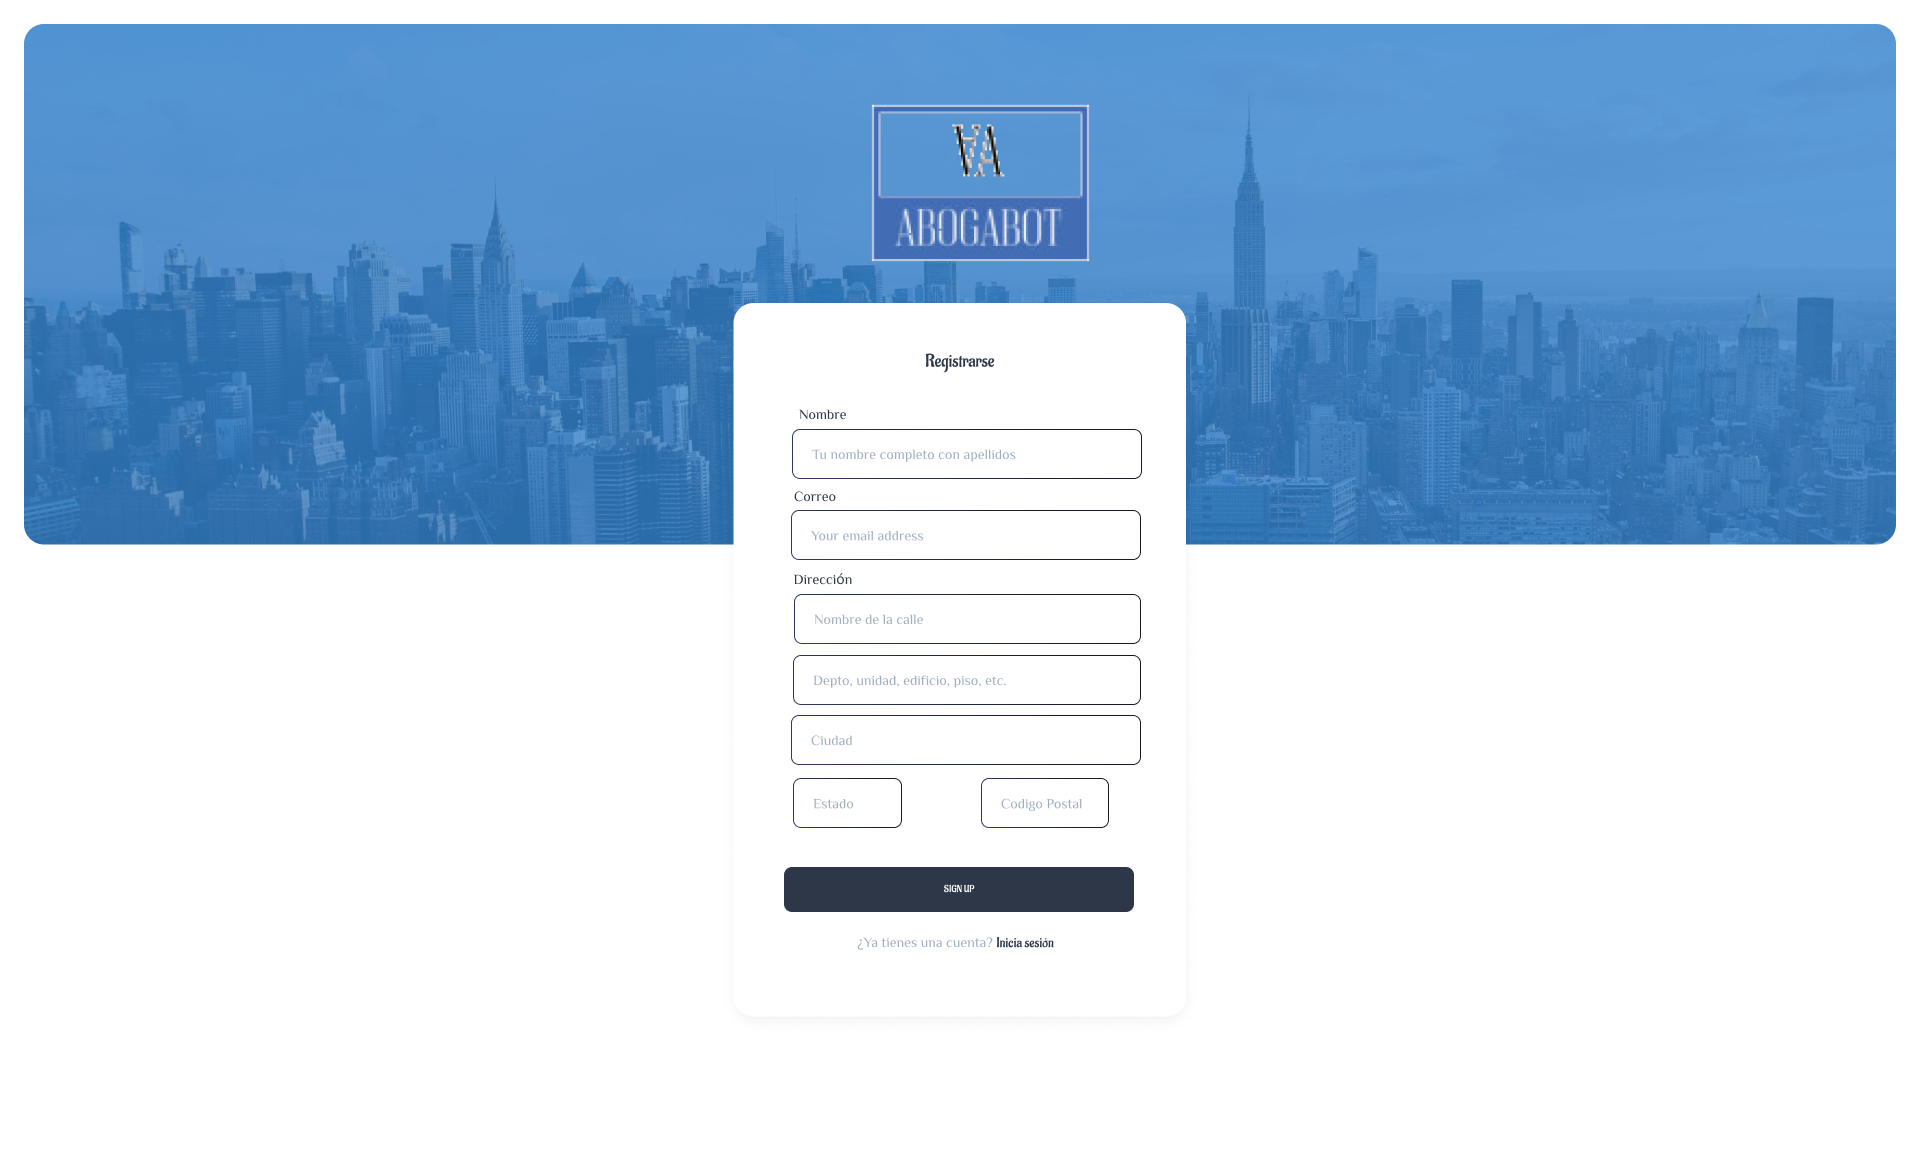 ABOGABOT
Registrarse
Nombre
Tu nombre completo con apellidos
Correo
Your email address
Dirección
Nombre de la calle
Depto, unidad, edificio, piso, etc.
Ciudad
Estado Codigo Postal
SIGN UP
¿Ya tienes una cuenta? Inicia sesión